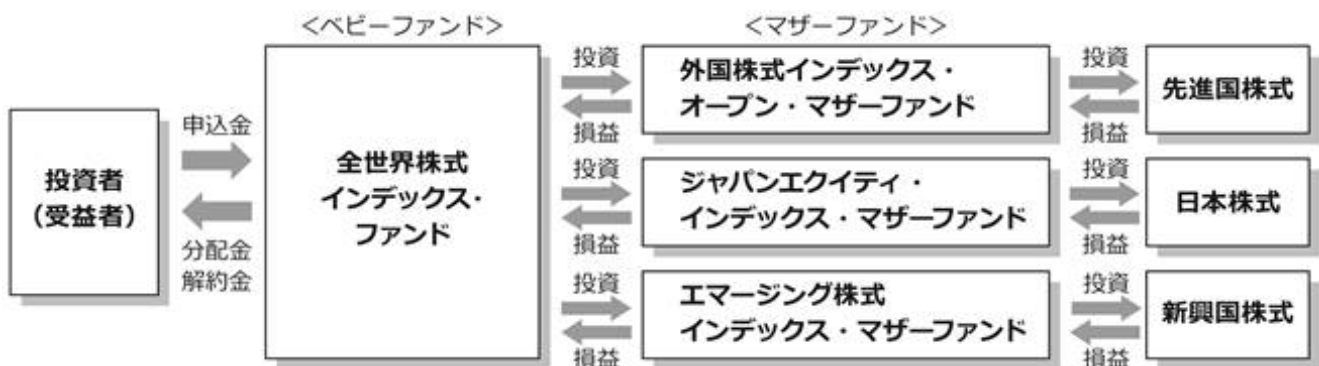 <ベビーファンド>
<マザーファンド>
投資者
(受益者)
申込金
分配金
解約金
全世界株式
インデックス・
ファンド
投資
損益
外国株式インデックス・
オープン・マザーファンド
投資
損益
先進国株式
投資
損益
ジャパンエクイティ・
インデックス・マザーファンド
投資
損益
日本株式
投資
損益
エマージング株式
インデックス・マザーファンド
投資
損益
新興国株式